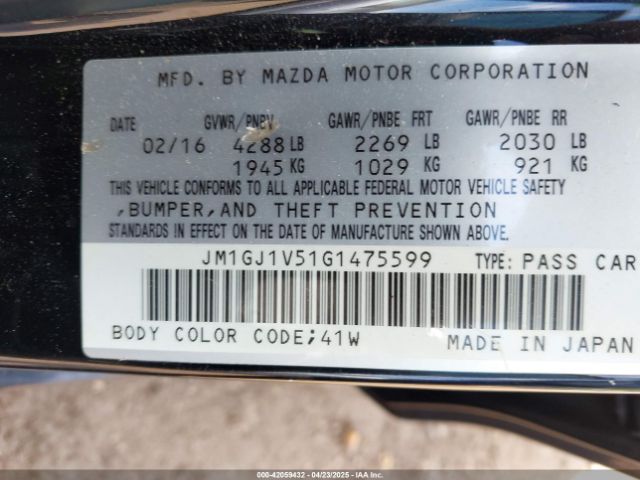 MFD. BY MAZDA MOTOR CORPORATION
DATE GVWR/PNBV GAWR/PNBE FRT GAWR/PNBE RR
02/16 4288 LB 2269 LB 2030 LB
1945 KG 1029 KG 921 KG
THIS VEHICLE CONFORMS TO ALL APPLICABLE FEDERAL MOTOR VEHICLE SAFETY
,BUMPER,AND THEFT PREVENTION
STANDARDS IN EFFECT ON THE DATE OF MANUFACTURE SHOWN ABOVE.
JM1GJ1V51G1475599 TYPE: PASS CAR
BODY COLOR CODE;41W MADE IN JAPAN
000-42059432 - 04/23/2025 - IAAI.COM